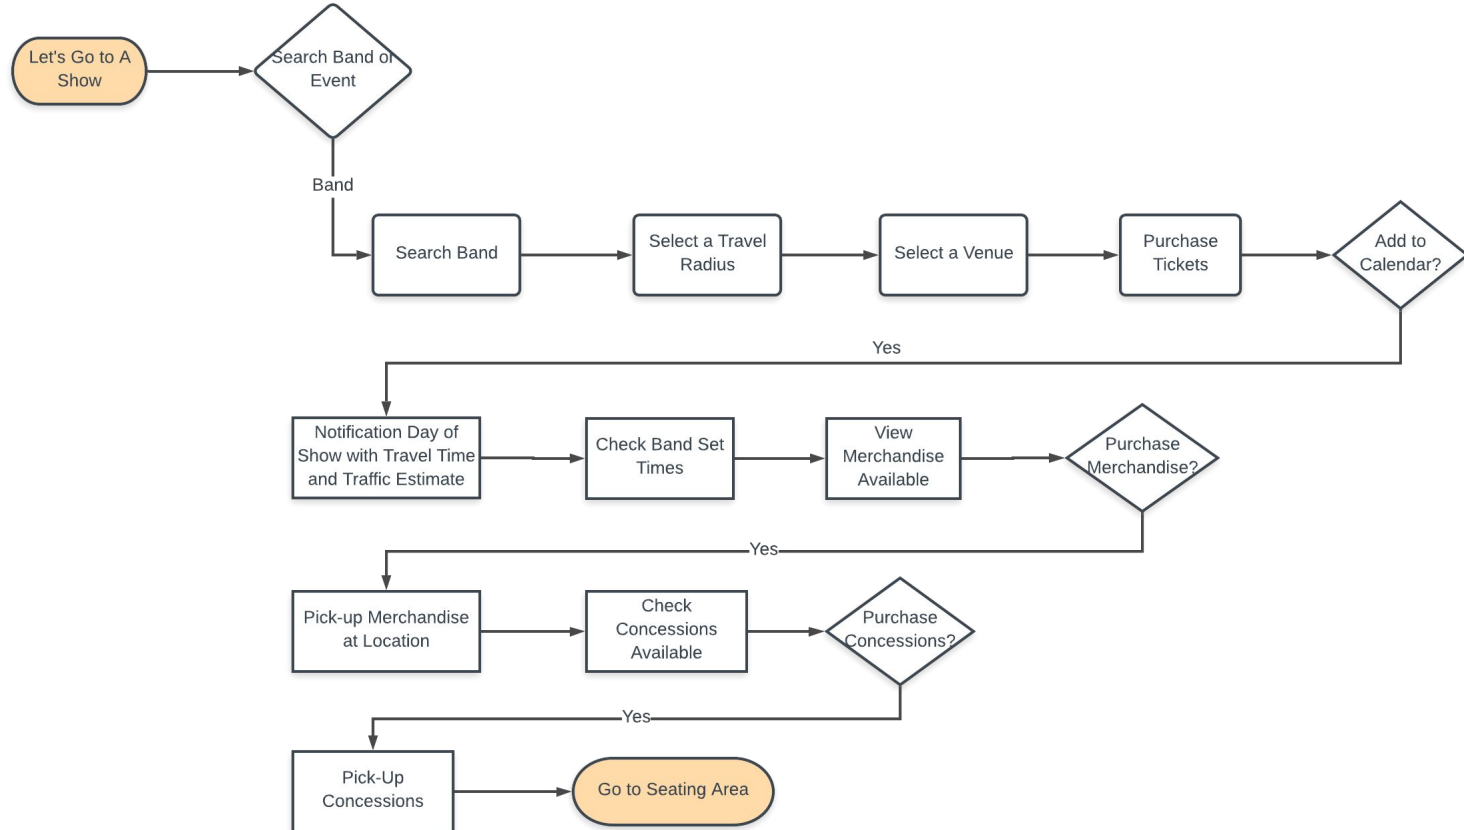 Let's Go to A
Show
Search Band or
Event
Band
Search Band
Select a Travel
Radius
Select a Venue
Purchase
Tickets
Add to
Calendar?
Yes
Notification Day of
Show with Travel Time
and Traffic Estimate
Check Band Set
Times
View
Merchandise
Available
Purchase
Merchandise?
Yes
Pick-up Merchandise
at Location
Check
Concessions
Available
Purchase
Concessions?
Yes
Pick-Up
Concessions
Go to Seating Area